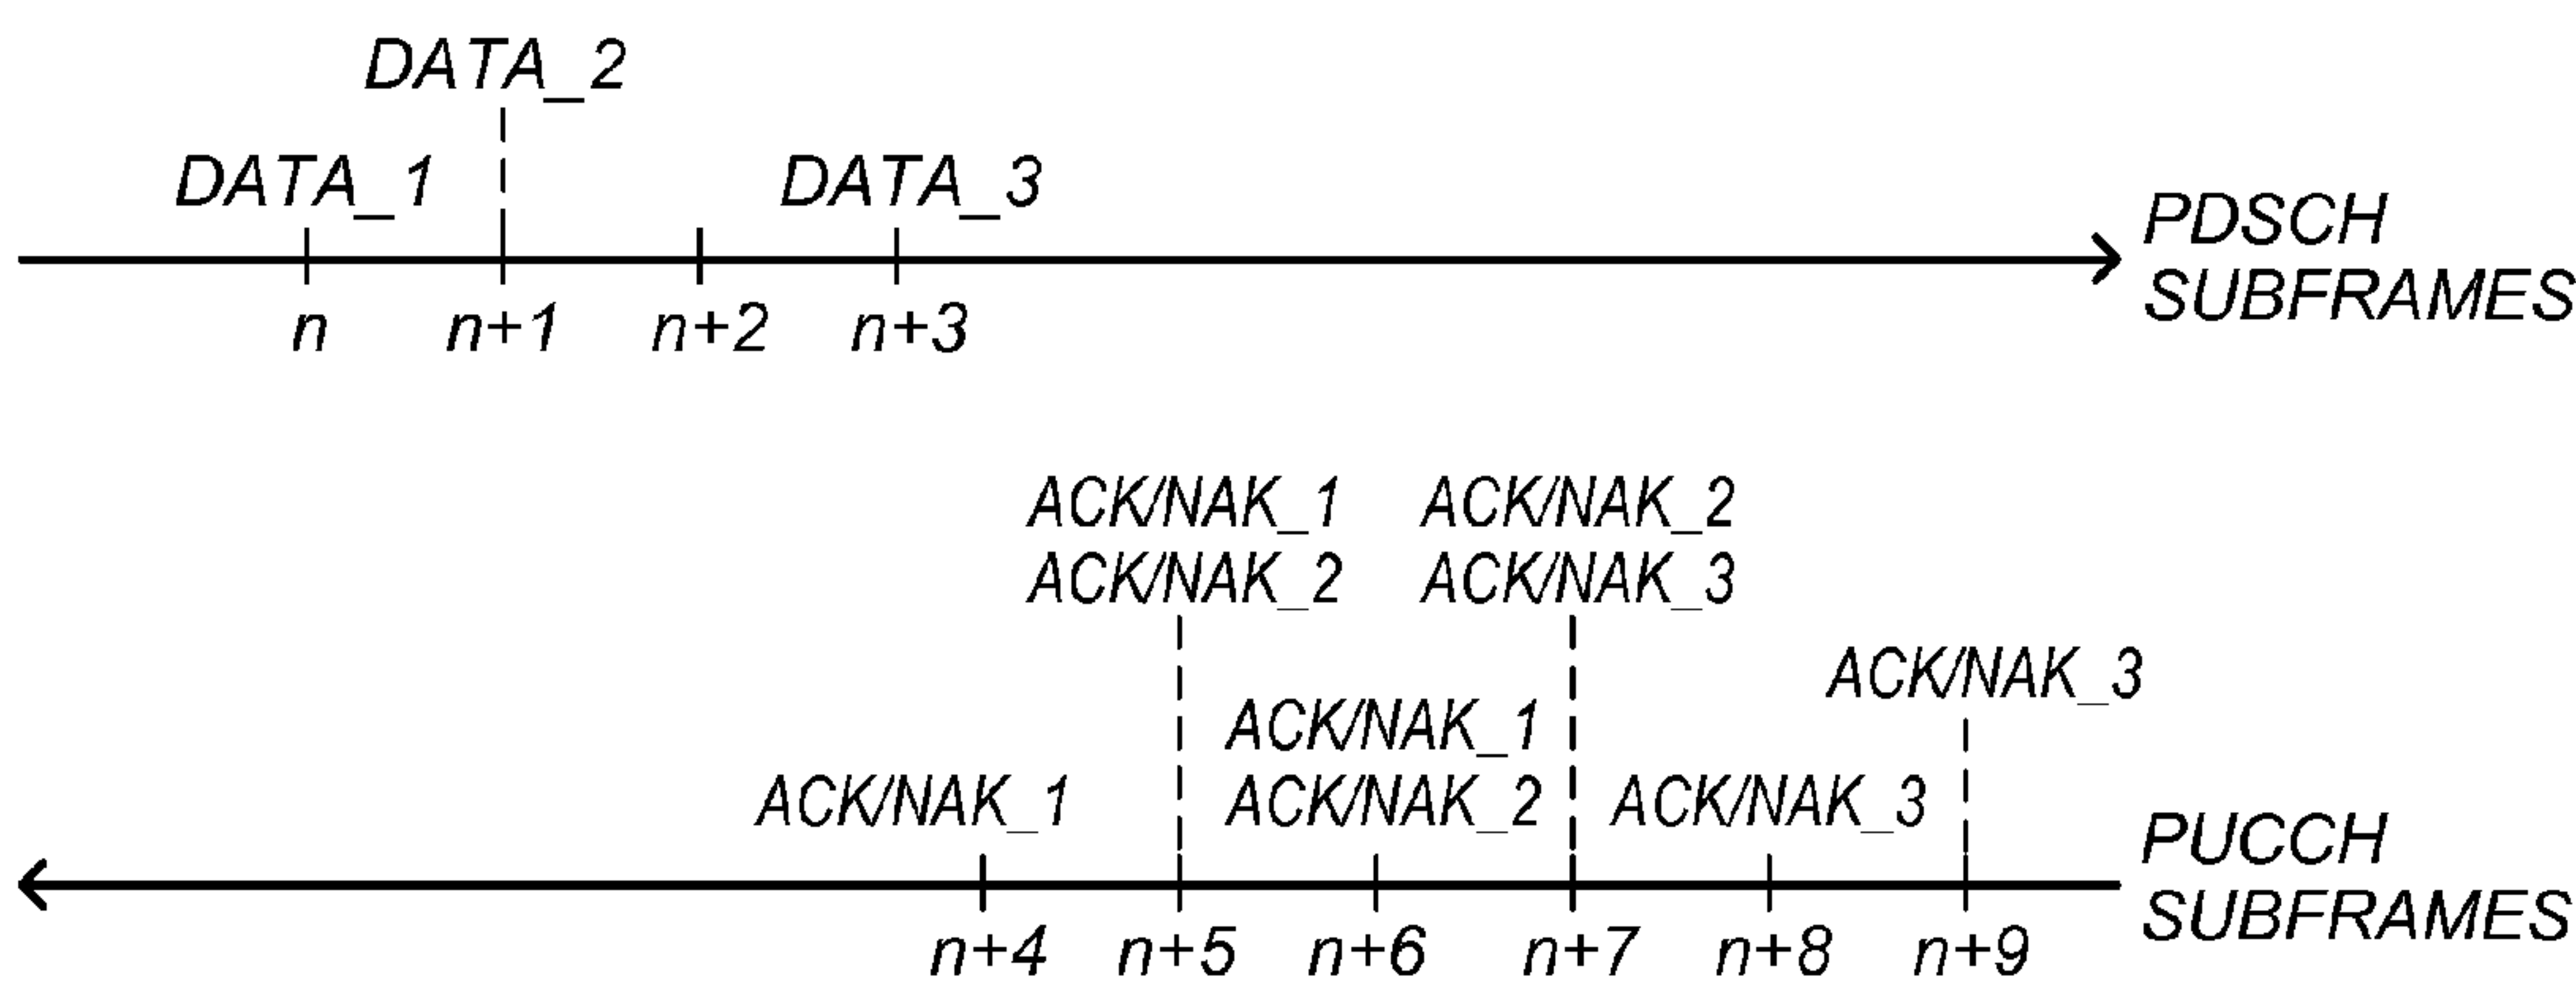 DATA_2
DATA_1
DATA_3
PDSCH
SUBFRAMES
n
n+1
n+2
n+3
ACK/NAK_1
ACK/NAK_2
ACK/NAK_2
ACK/NAK_3
ACK/NAK_3
ACK/NAK_1
ACK/NAK_2
ACK/NAK_1
ACK/NAK_3
PUCCH
SUBFRAMES
n+4
n+5
n+6
n+7
n+8
n+9